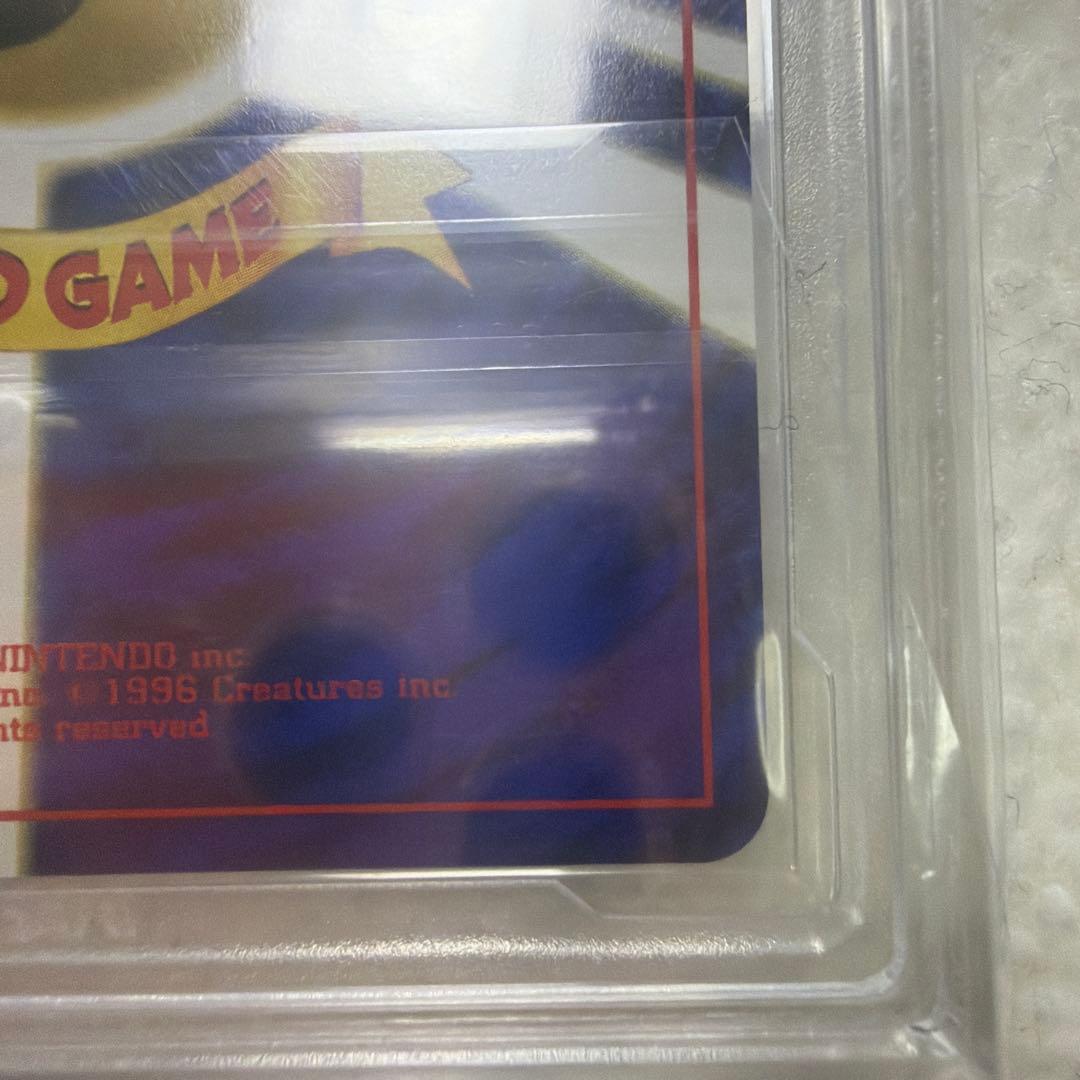 GAME
NINTENDO inc.
© 1996 Creatures inc.
reserved